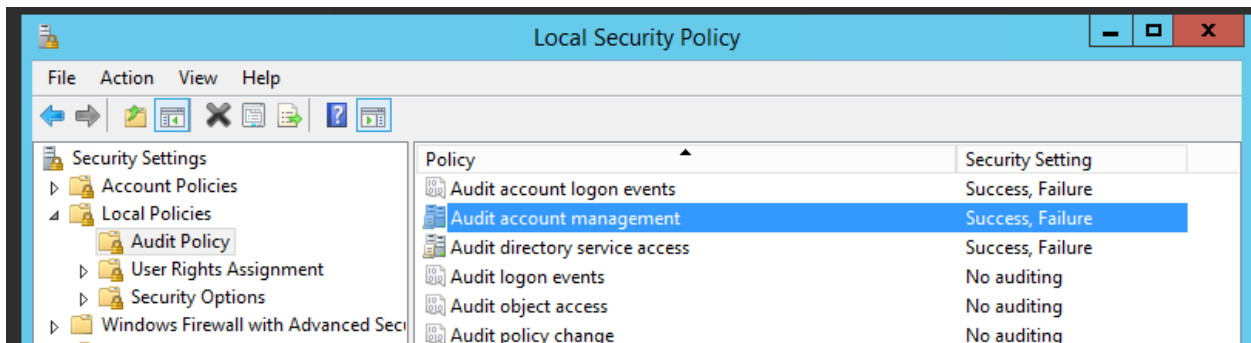 Local Security Policy
File Action View Help
Security Settings
Account Policies
Local Policies
Audit Policy
User Rights Assignment
Security Options
Windows Firewall with Advanced Secu
Policy Security Setting
Audit account logon events Success, Failure
Audit account management Success, Failure
Audit directory service access Success, Failure
Audit logon events No auditing
Audit object access No auditing
Audit policy change No auditing